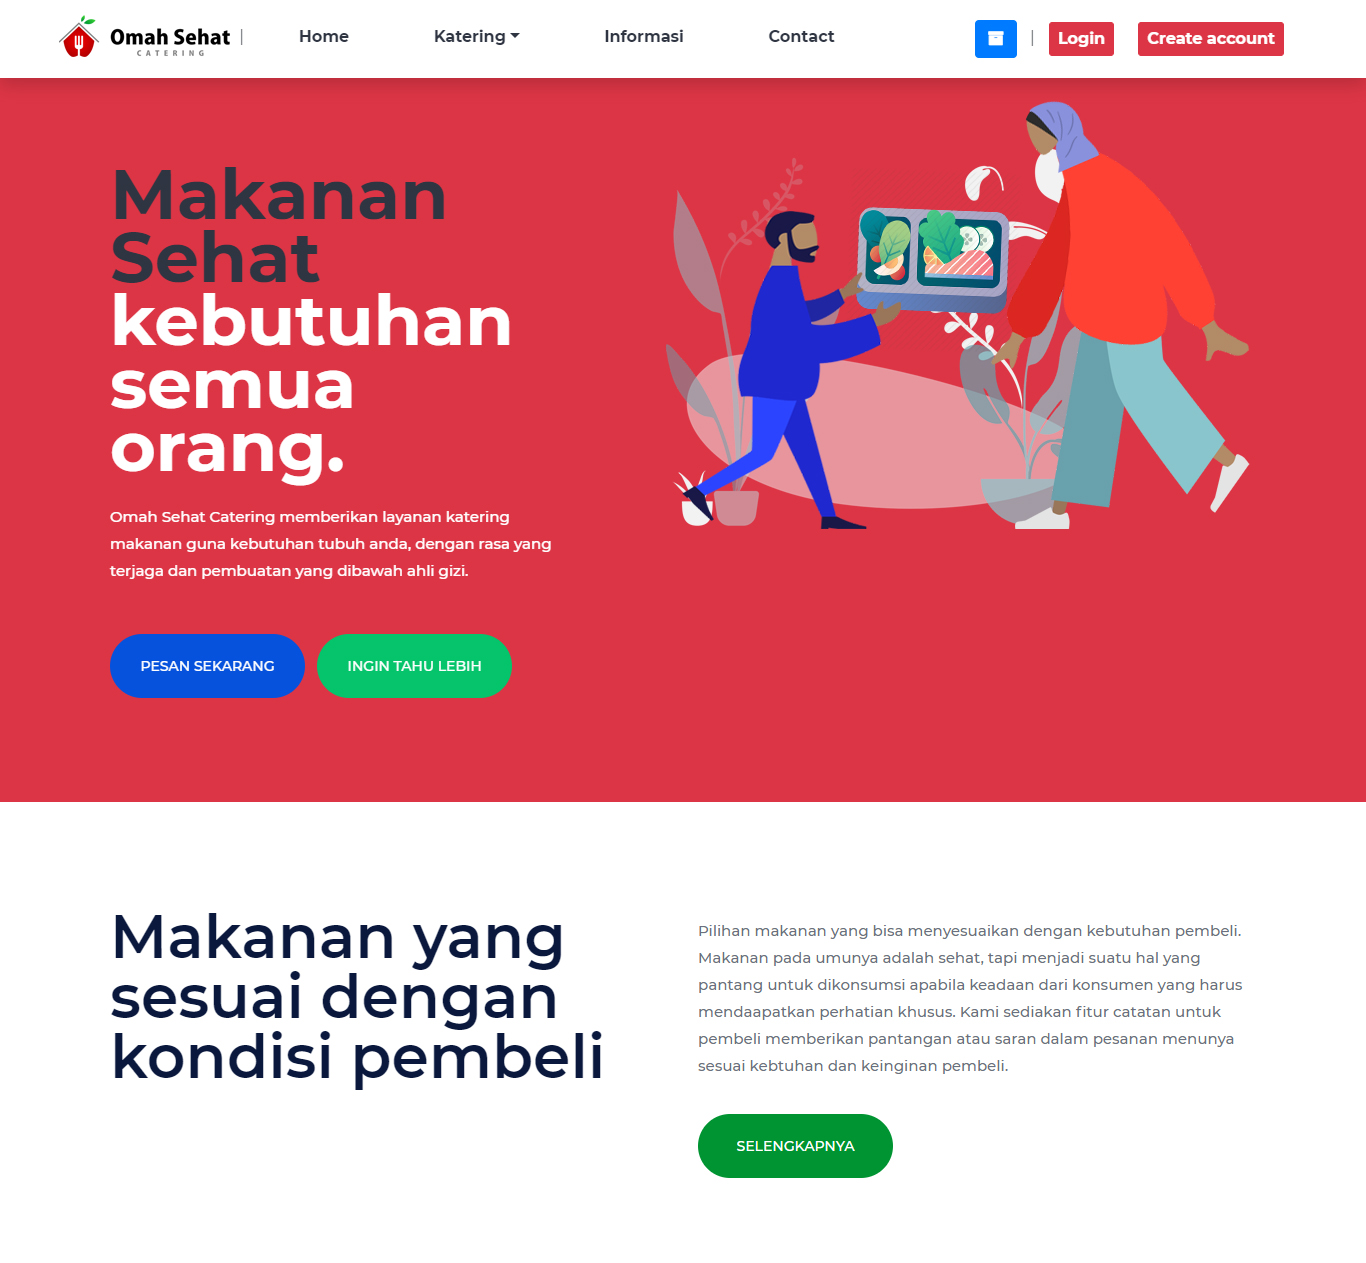 Omah Sehat
CATERING
|
Home
Katering
Informasi
Contact
|
Login
Create account
Makanan
Sehat
kebutuhan
semua
orang.
Omah Sehat Catering memberikan layanan katering
makanan guna kebutuhan tubuh anda, dengan rasa yang
terjaga dan pembuatan yang dibawah ahli gizi.
PESAN SEKARANG
INGIN TAHU LEBIH
Makanan yang
sesuai dengan
kondisi pembeli
Pilihan makanan yang bisa menyesuaikan dengan kebutuhan pembeli.
Makanan pada umunya adalah sehat, tapi menjadi suatu hal yang
pantang untuk dikonsumsi apabila keadaan dari konsumen yang harus
mendaapatkan perhatian khusus. Kami sediakan fitur catatan untuk
pembeli memberikan pantangan atau saran dalam pesanan menunya
sesuai kebtuhan dan keinginan pembeli.
SELENGKAPNYA